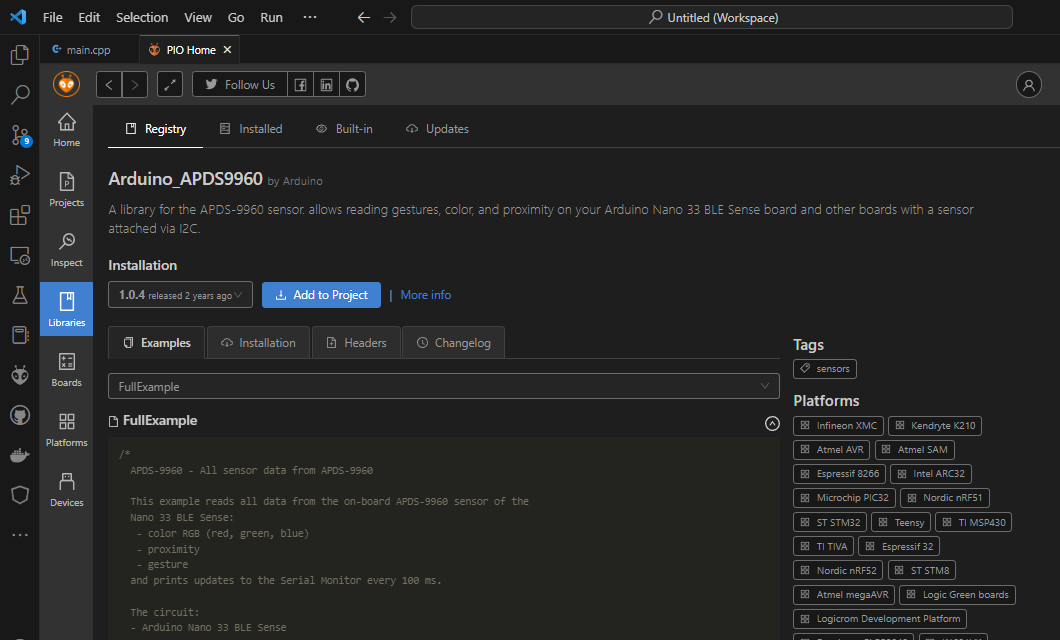 File Edit Selection View Go Run ··· Untitled (Workspace)
main.cpp PIO Home
Follow Us
9
Home
Projects
Inspect
Libraries
Boards
Platforms
Devices
Registry Installed Built-in Updates
Arduino_APDS9960 by Arduino
A library for the APDS-9960 sensor. allows reading gestures, color, and proximity on your Arduino Nano 33 BLE Sense board and other boards with a sensor
attached via I2C.
Installation
1.0.4 released 2 years ago Add to Project | More info
Examples Installation Headers Changelog
FullExample
FullExample
/*
APDS-9960 - All sensor data from APDS-9960
This example reads all data from the on-board APDS-9960 sensor of the
Nano 33 BLE Sense:
- color RGB (red, green, blue)
- proximity
- gesture
and prints updates to the Serial Monitor every 100 ms.
The circuit:
- Arduino Nano 33 BLE Sense
Tags
sensors
Platforms
Infineon XMC Kendryte K210
Atmel AVR Atmel SAM
Espressif 8266 Intel ARC32
Microchip PIC32 Nordic nRF51
ST STM32 Teensy TI MSP430
TI TIVA Espressif 32
Nordic nRF52 ST STM8
Atmel megaAVR Logic Green boards
Logicrom Development Platform